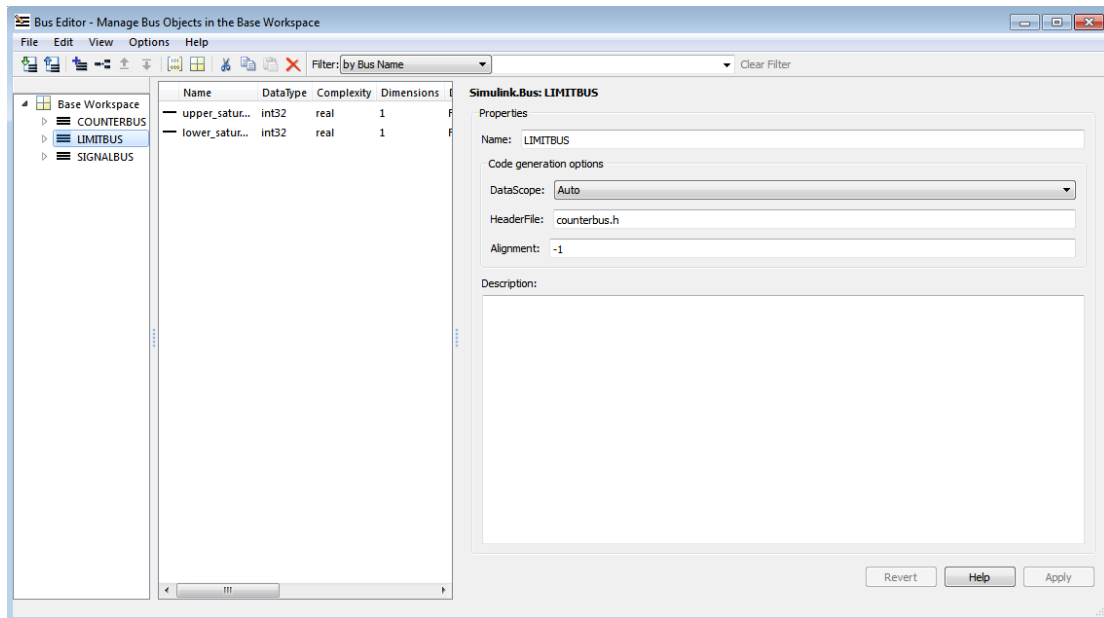 Bus Editor - Manage Bus Objects in the Base Workspace
File Edit View Options Help
Filter: by Bus Name Clear Filter
Base Workspace
COUNTERBUS
LIMITBUS
SIGNALBUS
Name DataType Complexity Dimensions
upper_satur... int32 real 1 F
lower_satur... int32 real 1 F
Simulink.Bus: LIMITBUS
Properties
Name: LIMITBUS
Code generation options
DataScope: Auto
HeaderFile: counterbus.h
Alignment: -1
Description:
Revert Help Apply